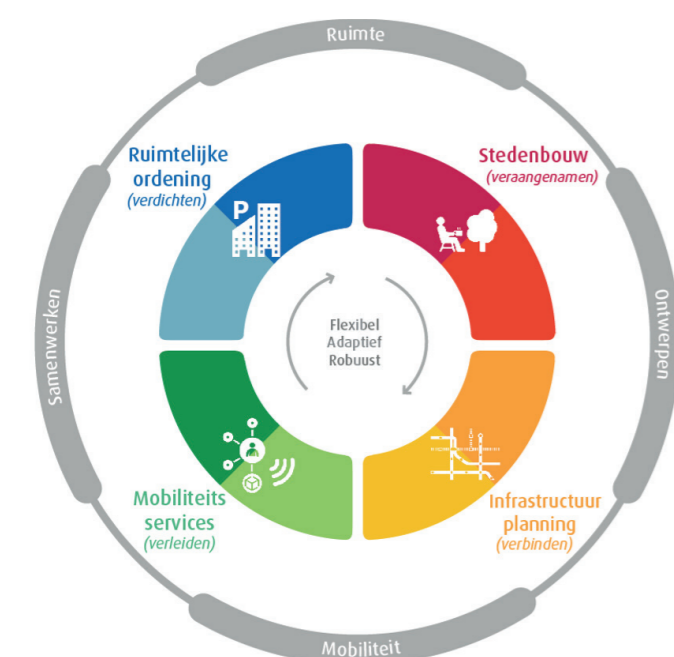 Ruimte
Ruimtelijke
ordening
(verdichten)
P
Stedenbouw
(veraangenamen)
Samenwerken
Ontwerpen
Flexibel
Adaptief
Robuust
Mobiliteits
services
(verleiden)
Infrastructuur
planning
(verbinden)
Mobiliteit